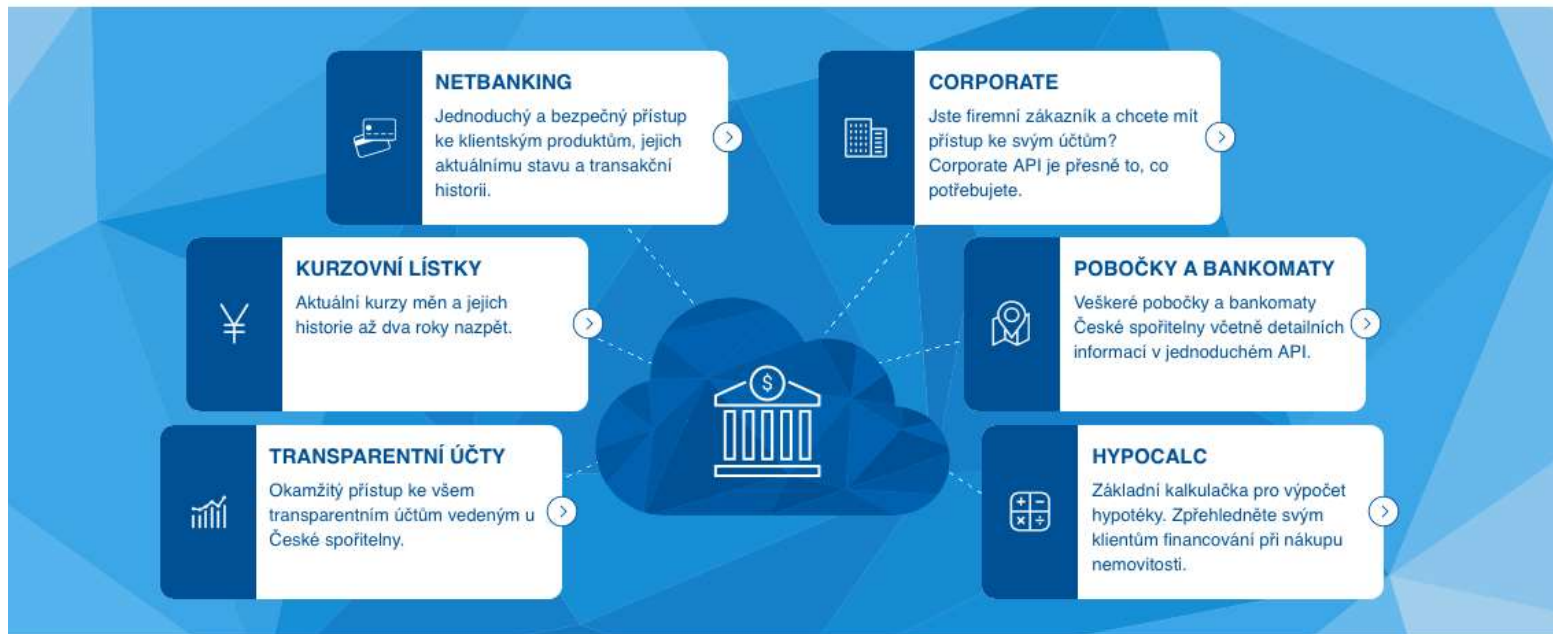 NETBANKING
Jednoduchý a bezpečný přístup
ke klientským produktům, jejich
aktuálnímu stavu a transakční
historii.
CORPORATE
Jste firemní zákazník a chcete mít
přístup ke svým účtům?
Corporate API je přesně to, co
potřebujete.
KURZOVNÍ LÍSTKY
Aktuální kurzy měn a jejich
historie až dva roky nazpět.
POBOČKY A BANKOMATY
Veškeré pobočky a bankomaty
České spořitelny včetně detailních
informací v jednoduchém API.
TRANSPARENTNÍ ÚČTY
Okamžitý přístup ke všem
transparentním účtům vedeným u
České spořitelny.
HYPOCALC
Základní kalkulačka pro výpočet
hypotéky. Zpřehledněte svým
klientům financování při nákupu
nemovitosti.